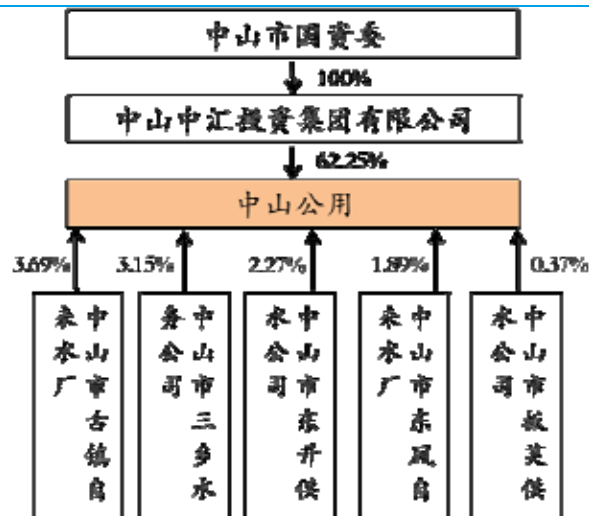 中山市国资委
100%
中山中汇投资集团有限公司
62.25%
中山公用
3.69%
3.15%
2.27%
1.89%
0.37%
中山市古镇自
来水厂
中山市三乡水
务公司
中山市东升供
水公司
中山市东凤自
来水厂
中山市板芙供
水公司